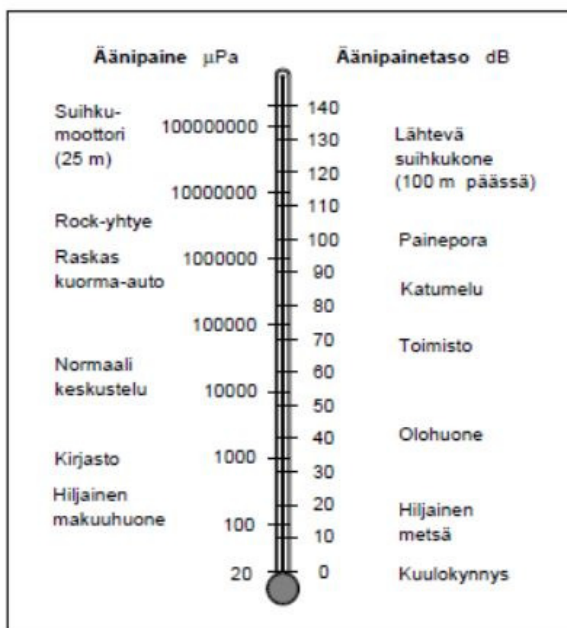 Äänipaine μPa
Äänipainetaso dB
Suihku-
moottori
(25 m)
Rock-yhtye
Raskas
kuorma-auto
Normaali
keskustelu
Kirjasto
Hiljainen
makuuhuone
100000000
10000000
1000000
100000
10000
1000
100
20
140
130
120
110
100
90
80
70
60
50
40
30
20
10
0
Lähtevä
suihkukone
(100 m päässä)
Painepora
Katumelu
Toimisto
Olohuone
Hiljainen
metsä
Kuulokynnys